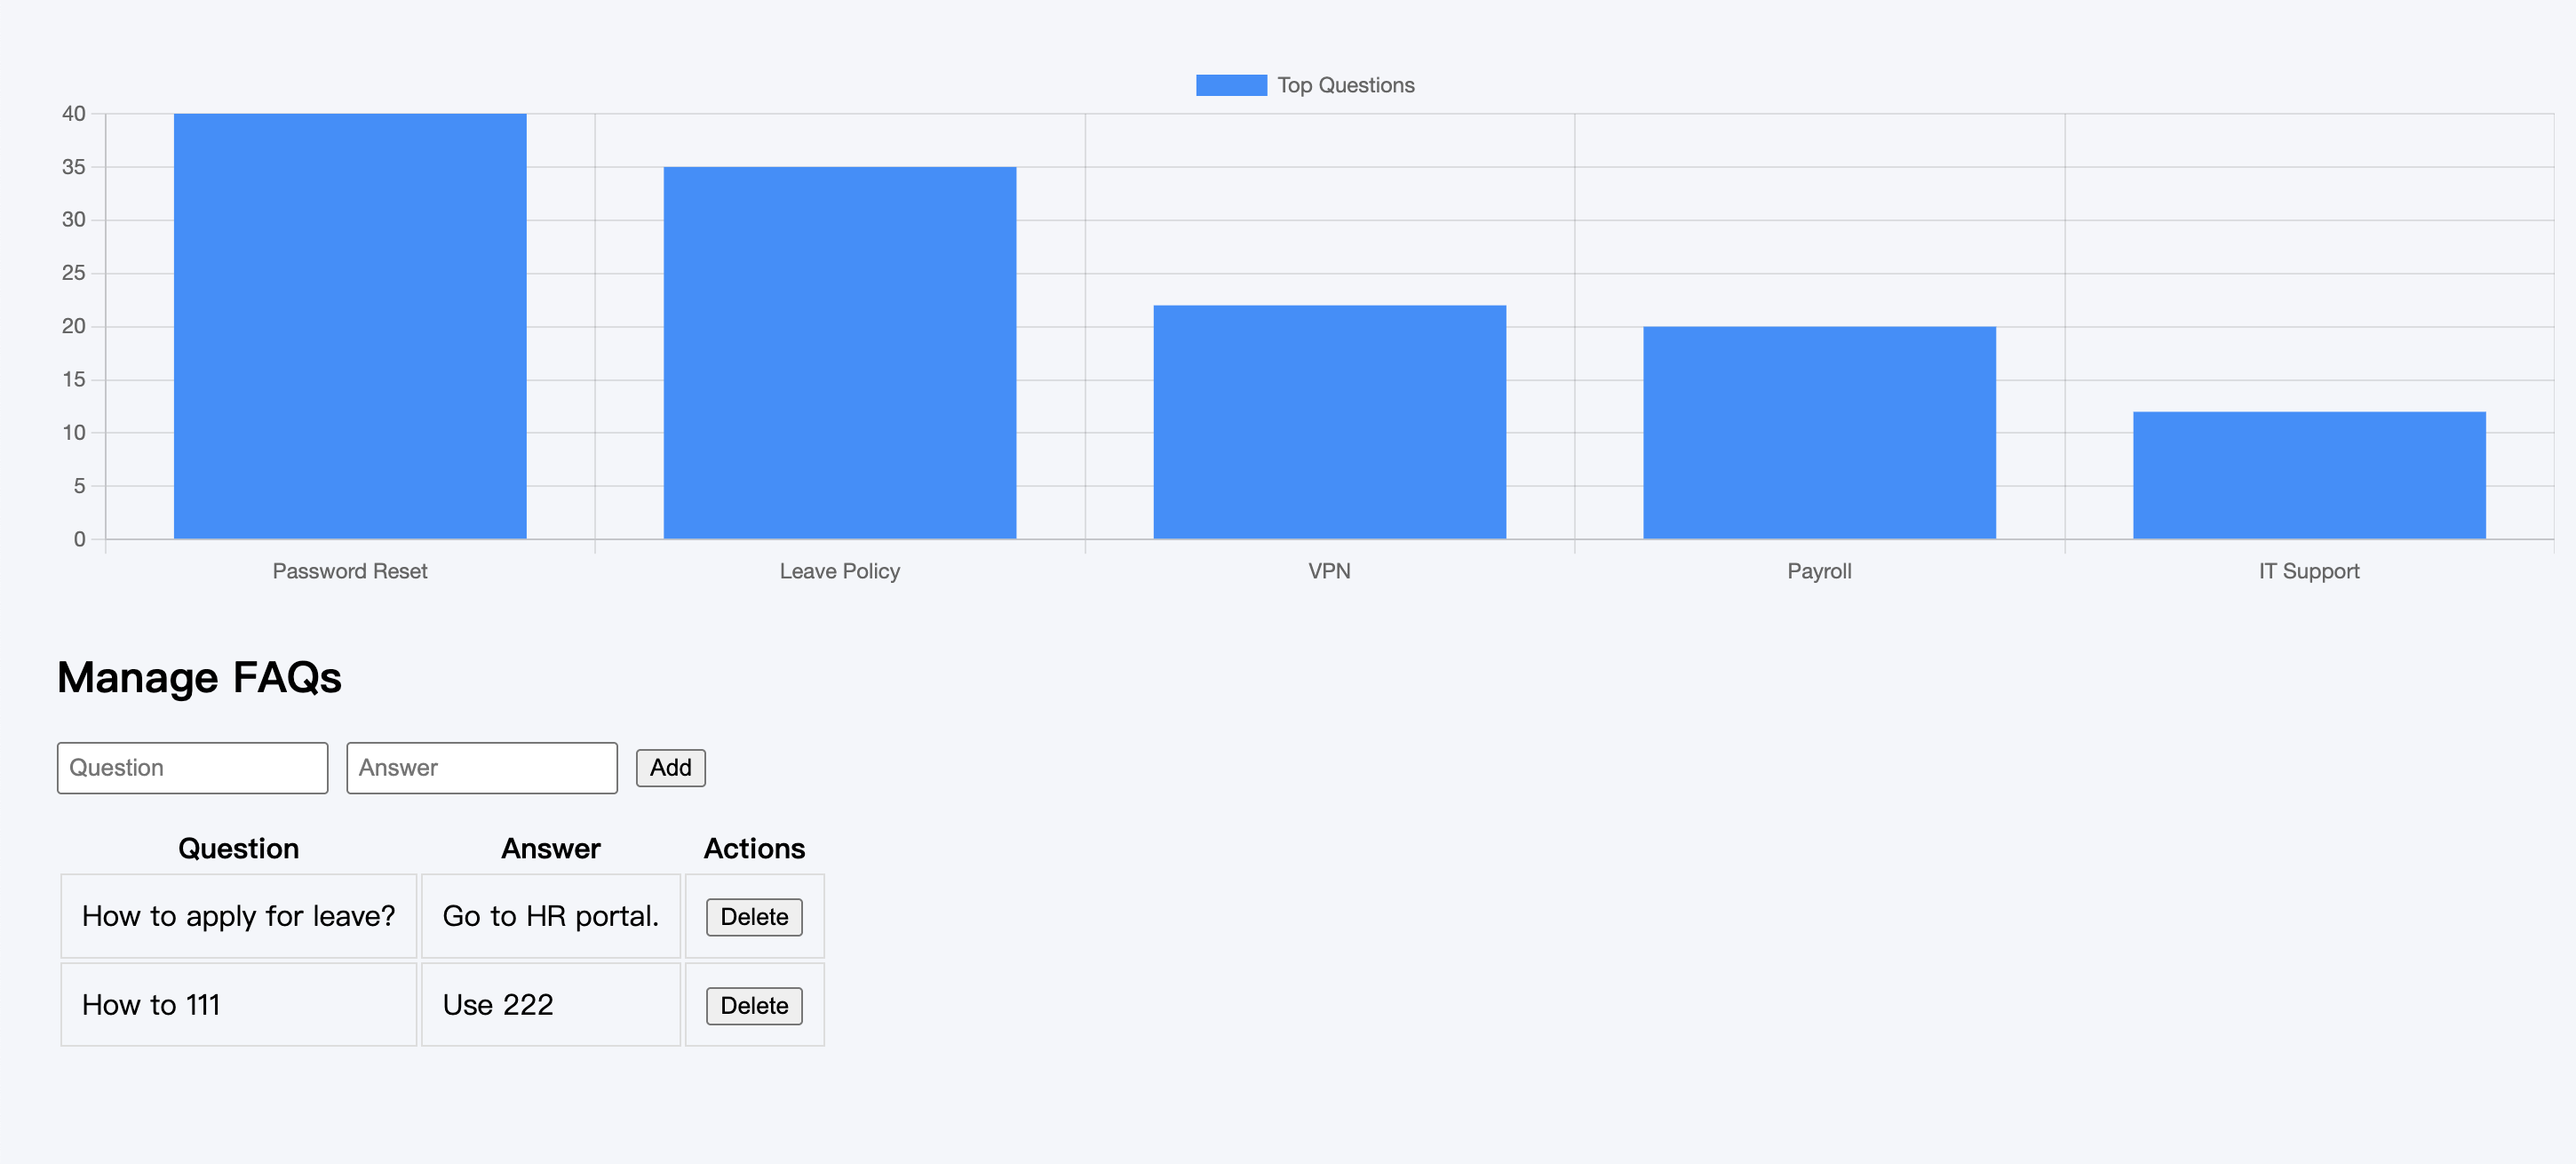 Top Questions
40
35
30
25
20
15
10
5
0
Password Reset Leave Policy VPN Payroll IT Support
Manage FAQs
Question Answer Add
Question Answer Actions
How to apply for leave? Go to HR portal. Delete
How to 111 Use 222 Delete